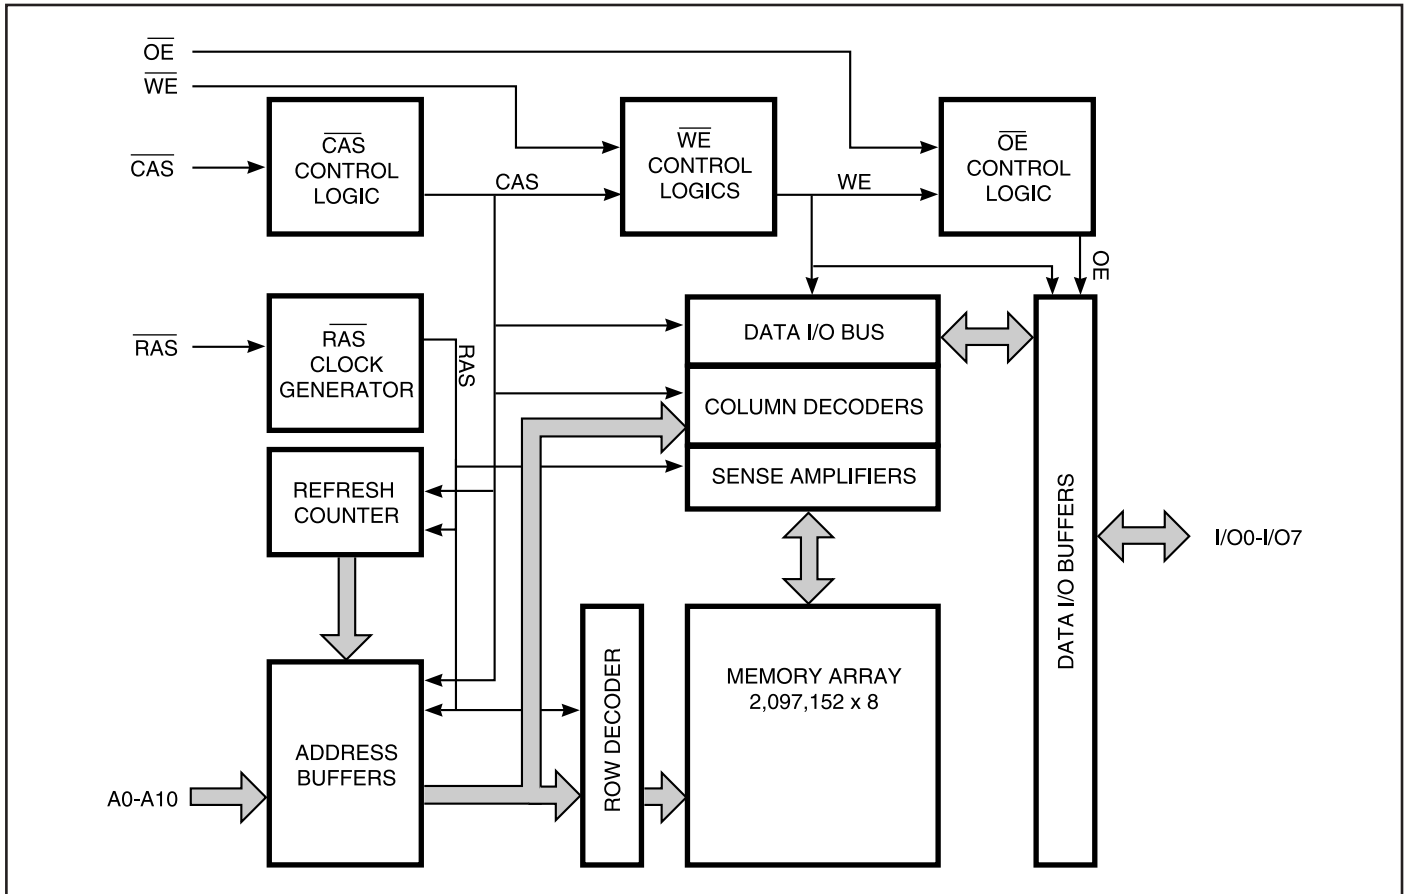 OE
WE
CAS
CAS
CONTROL
LOGIC
CAS
WE
CONTROL
LOGICS
WE
OE
CONTROL
LOGIC
OE
RAS
RAS
CLOCK
GENERATOR
RAS
DATA I/O BUS
COLUMN DECODERS
SENSE AMPLIFIERS
REFRESH
COUNTER
DATA I/O BUFFERS
I/O0-I/O7
ROW DECODER
MEMORY ARRAY
2,097,152 x 8
ADDRESS
BUFFERS
A0-A10